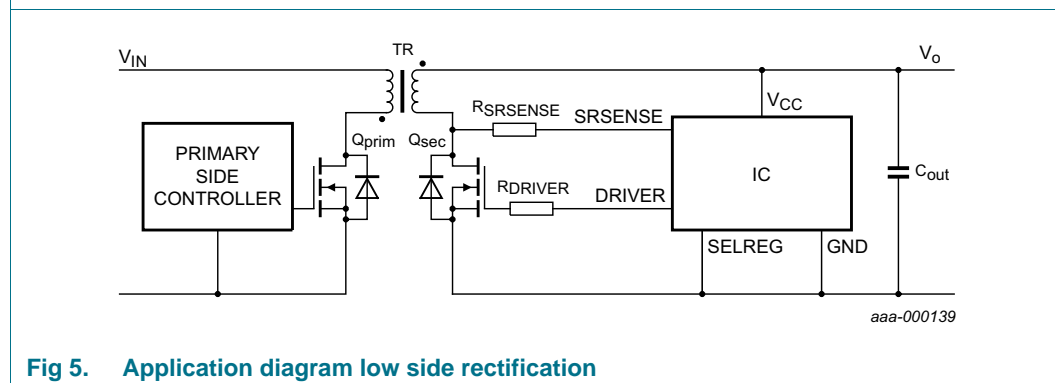 TR
V_IN
V_o
V_CC
R_SRSENSE
SRSENSE
Q_prim
Q_sec
PRIMARY
SIDE
CONTROLLER
IC
C_out
R_DRIVER
DRIVER
SELREG
GND
aaa-000139
Fig 5. Application diagram low side rectification